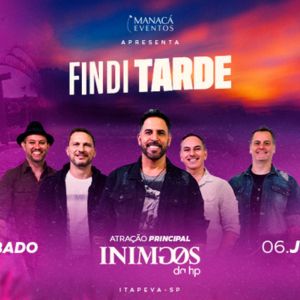 MANACÁ
EVENTOS
APRESENTA
FINDI TARDE
BADO
ATRAÇÃO PRINCIPAL
INIMIGOS
da hp
06.J
ITAPEVA-SP